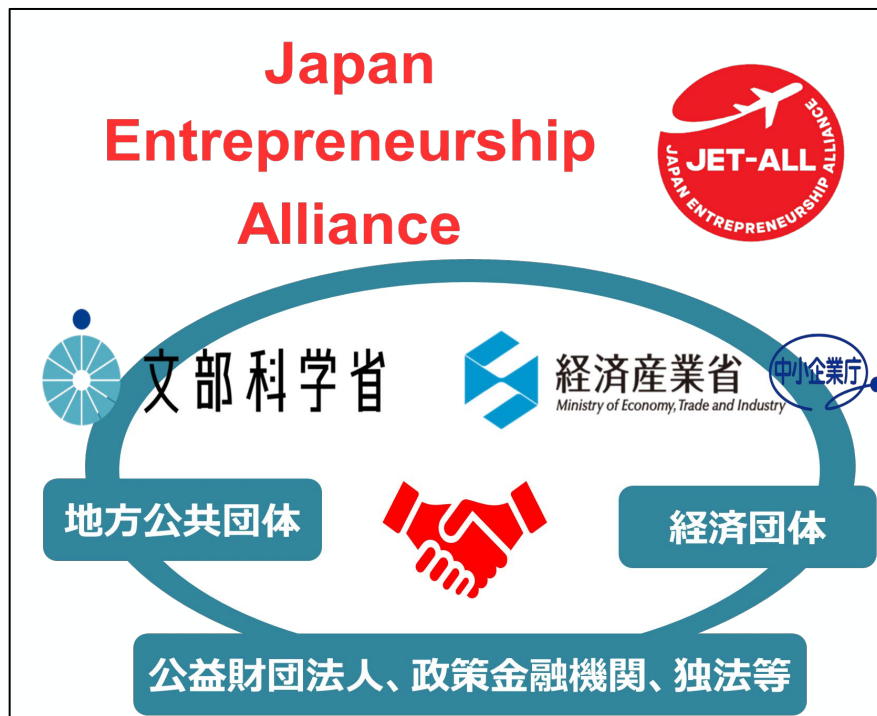 Japan
Entrepreneurship
Alliance
JET-ALL
JAPAN ENTREPRENEURSHIP ALLIANCE
文部科学省
経済産業省
Ministry of Economy, Trade and Industry
中小企業庁
地方公共団体
経済団体
公益財団法人、政策金融機関、独法等